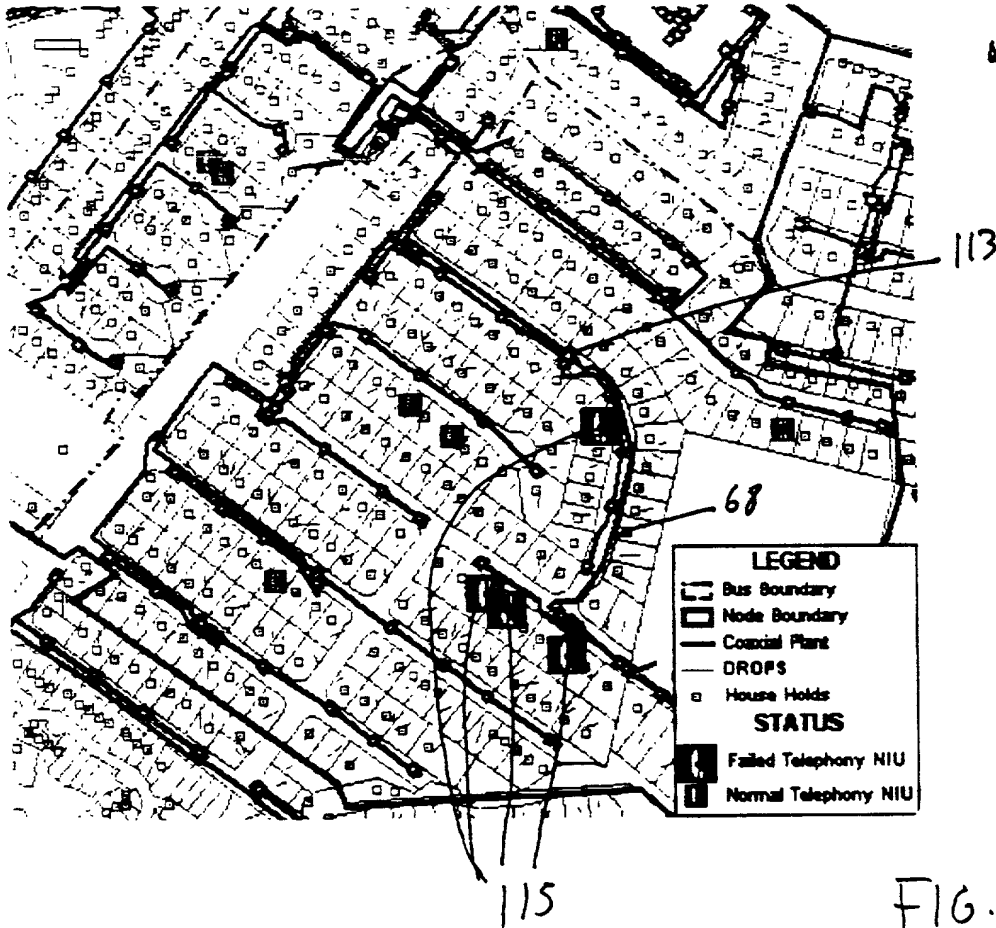 113
68
LEGEND
Bus Boundary
Node Boundary
Coaxial Plant
DROPS
House Holds
STATUS
Failed Telephony NIU
Normal Telephony NIU
115
FIG.